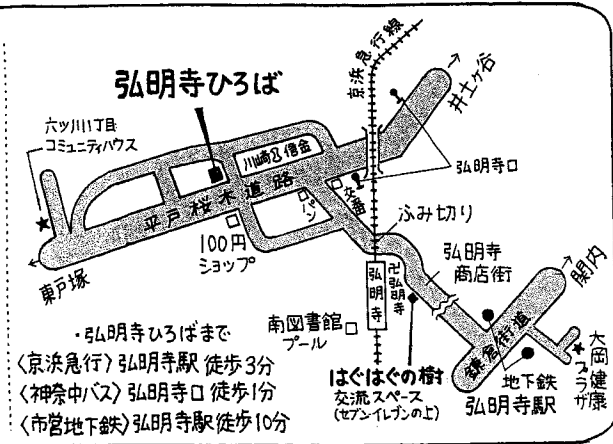 京浜急行線
井土ヶ谷
弘明寺ひろば
六ッ川1丁目
コミュニティハウス
川崎信金
弘明寺口
平戸桜木道路
パン
交番
ふみ切り
100円
ショップ
東戸塚
弘明寺
卍弘明寺
弘明寺
商店街
関内
鎌倉街道
大岡健康
プラザ
南図書館
プール
はぐはぐの樹
交流スペース
(セブンイレブンの上)
地下鉄
弘明寺駅
・弘明寺ひろばまで
〈京浜急行〉弘明寺駅 徒歩3分
〈神奈中バス〉弘明寺口 徒歩1分
〈市営地下鉄〉弘明寺駅 徒歩10分